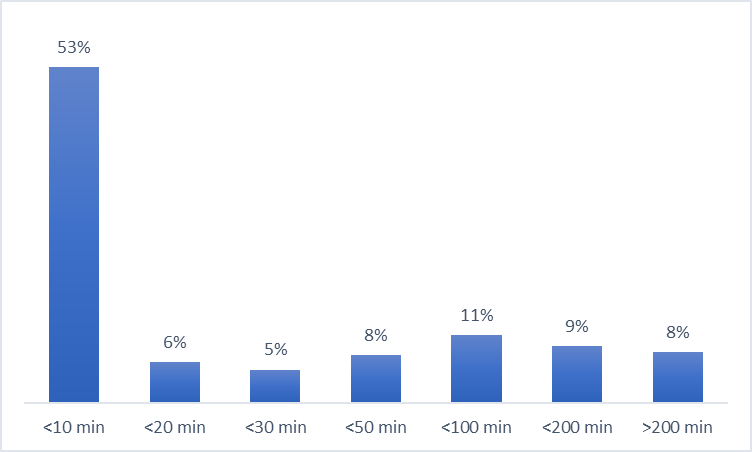 53%
6%
5%
8%
11%
9%
8%
<10 min
<20 min
<30 min
<50 min
<100 min
<200 min
>200 min